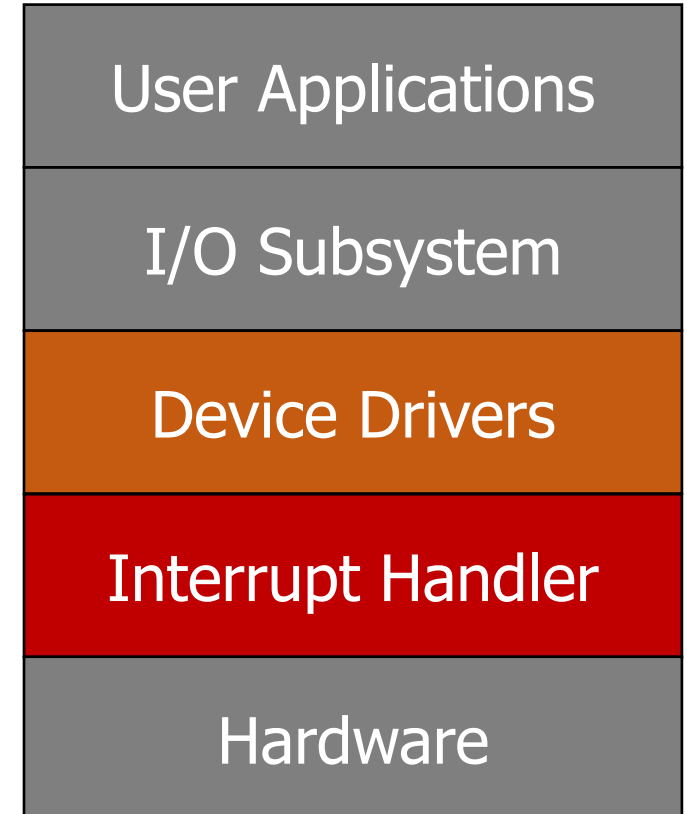 User Applications
I/O Subsystem
Device Drivers
Interrupt Handler
Hardware